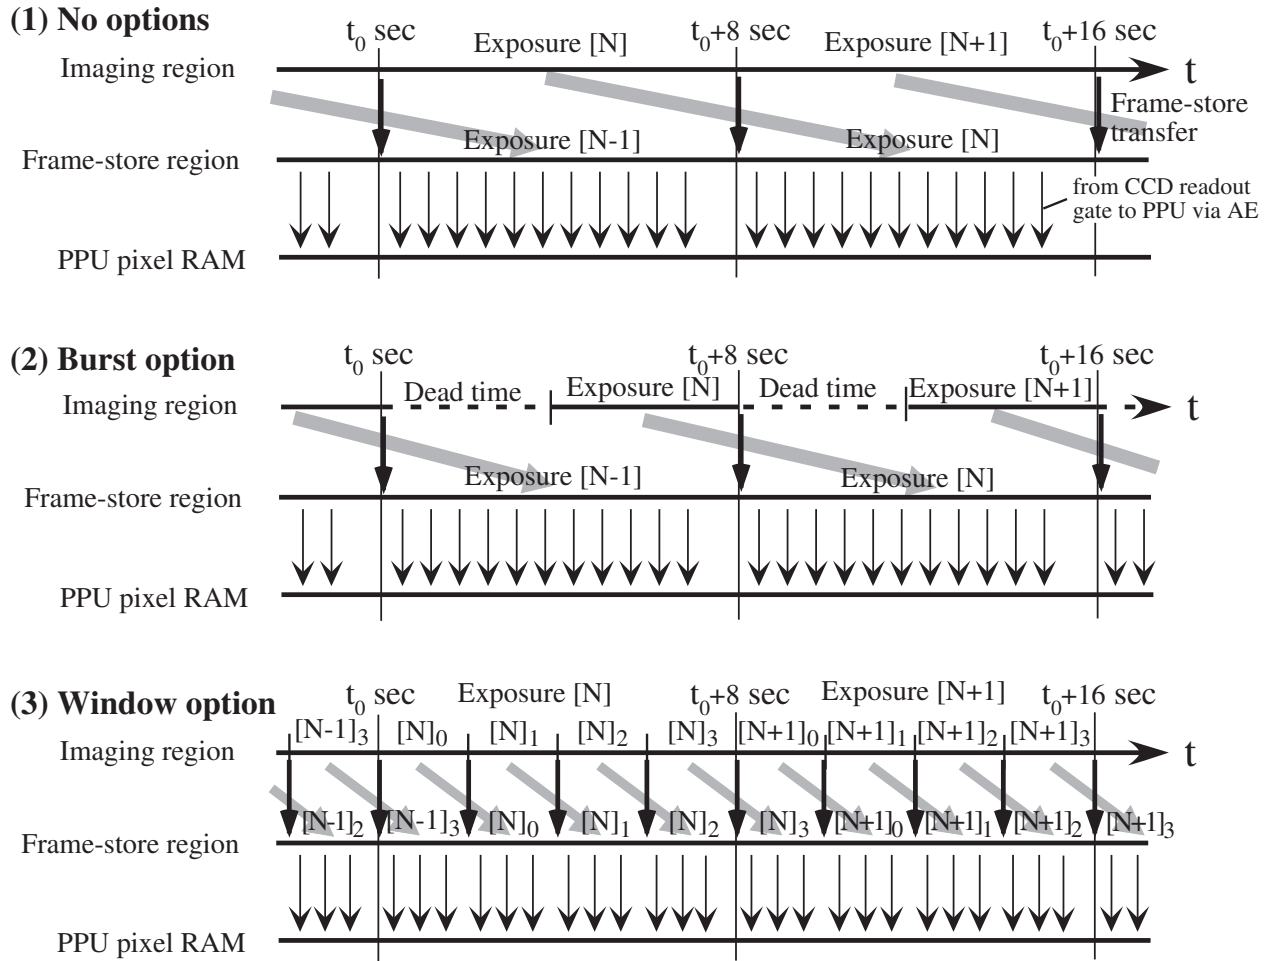 (1) No options
t0 sec Exposure [N] t0+8 sec Exposure [N+1] t0+16 sec
Imaging region t
Frame-store
transfer
Exposure [N-1] Exposure [N]
Frame-store region
from CCD readout
gate to PPU via AE
PPU pixel RAM
(2) Burst option
t0 sec t0+8 sec t0+16 sec
Dead time Exposure [N] Dead time Exposure [N+1]
Imaging region t
Exposure [N-1] Exposure [N]
Frame-store region
PPU pixel RAM
(3) Window option
t0 sec Exposure [N] t0+8 sec Exposure [N+1] t0+16 sec
[N-1]3 [N]0 [N]1 [N]2 [N]3 [N+1]0 [N+1]1 [N+1]2 [N+1]3
Imaging region t
[N-1]2 [N-1]3 [N]0 [N]1 [N]2 [N]3 [N+1]0 [N+1]1 [N+1]2 [N+1]3
Frame-store region
PPU pixel RAM